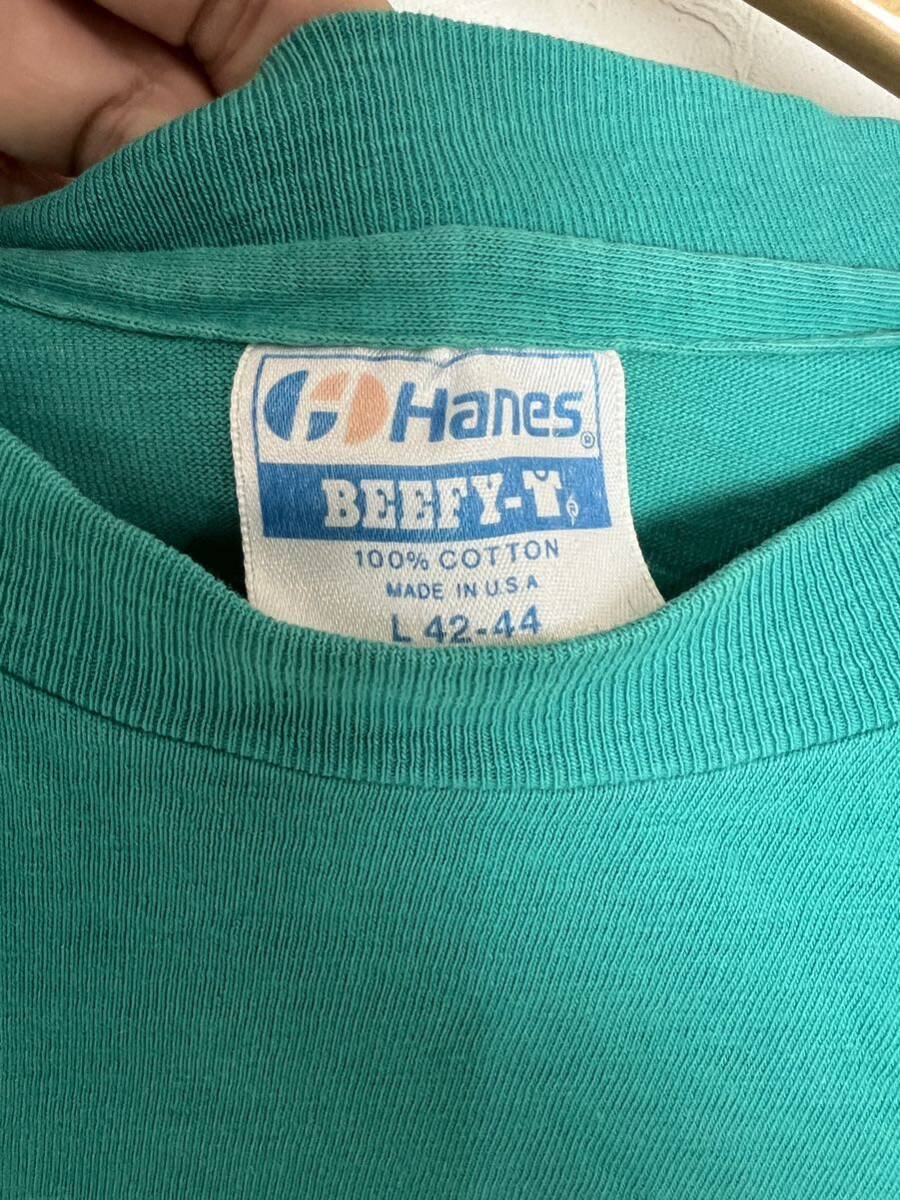 Hanes®
BEEFY-T®
100% COTTON
MADE IN U.S.A
L 42-44